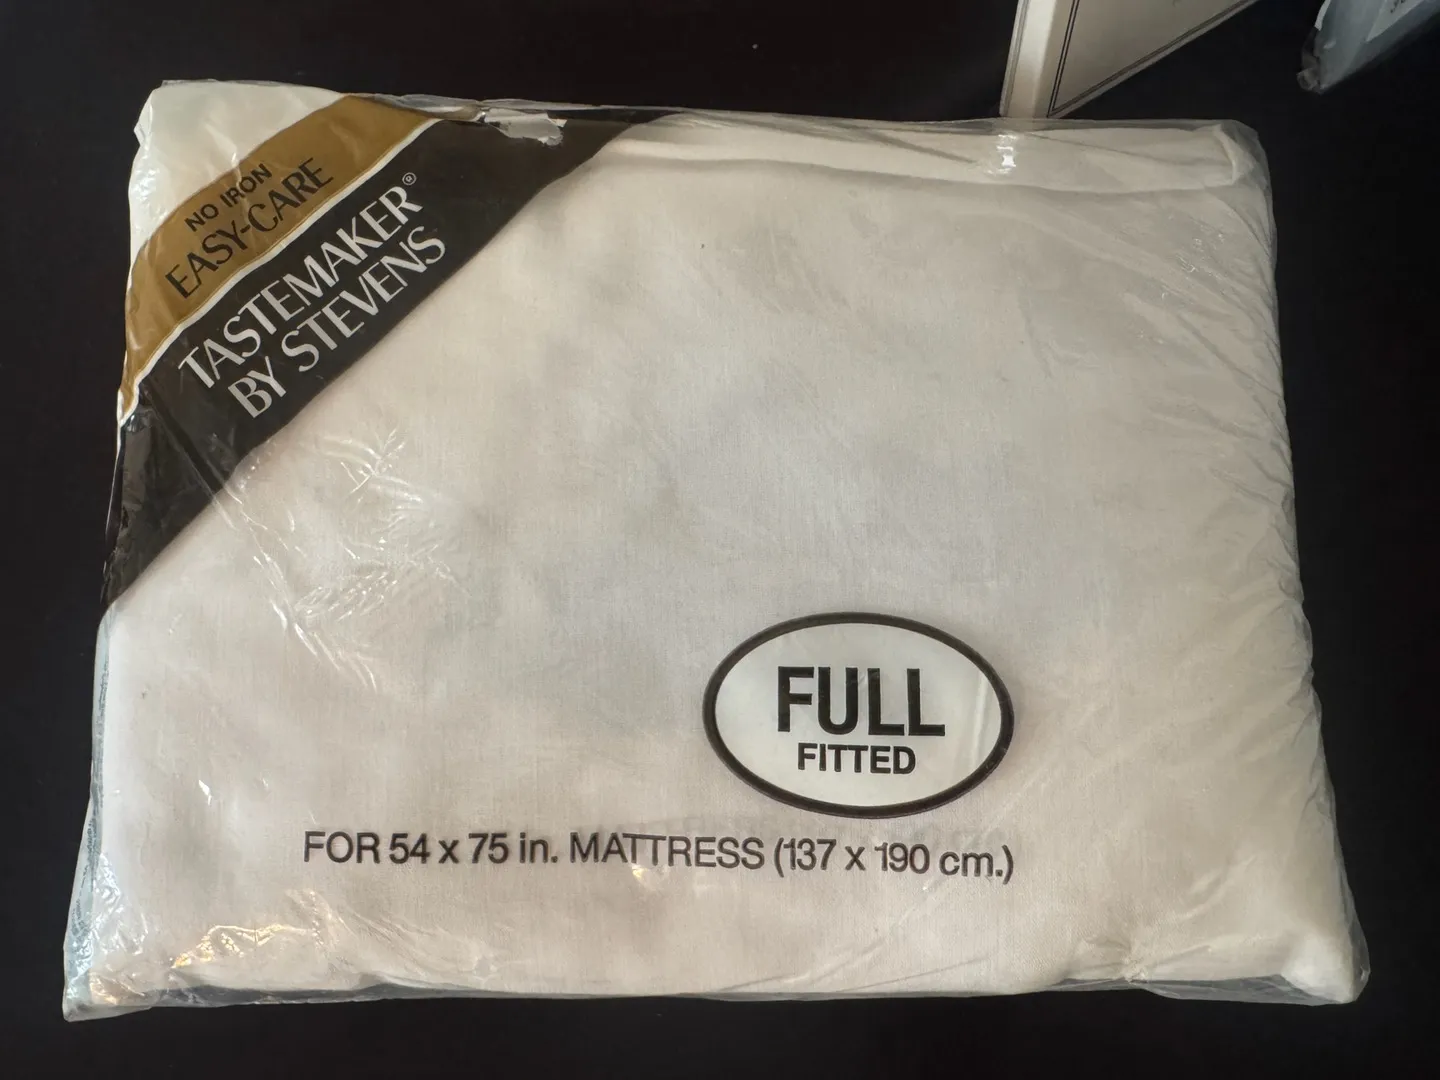 NO IRON
EASY-CARE
TASTEMAKER®
BY STEVENS
FULL
FITTED
FOR 54 x 75 in. MATTRESS (137 x 190 cm.)